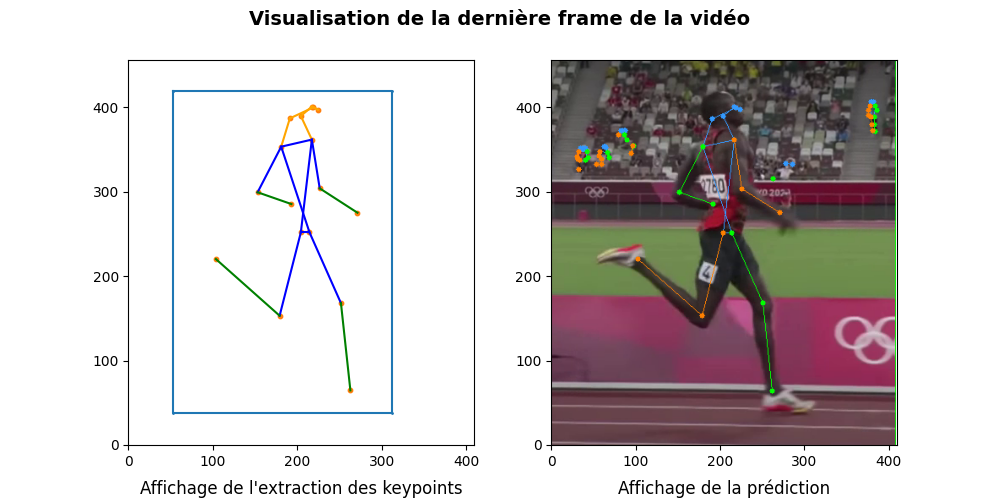 Visualisation de la dernière frame de la vidéo
400
300
200
100
0
0 100 200 300 400
Affichage de l'extraction des keypoints
400
300
200
100
0
0 100 200 300 400
Affichage de la prédiction
4